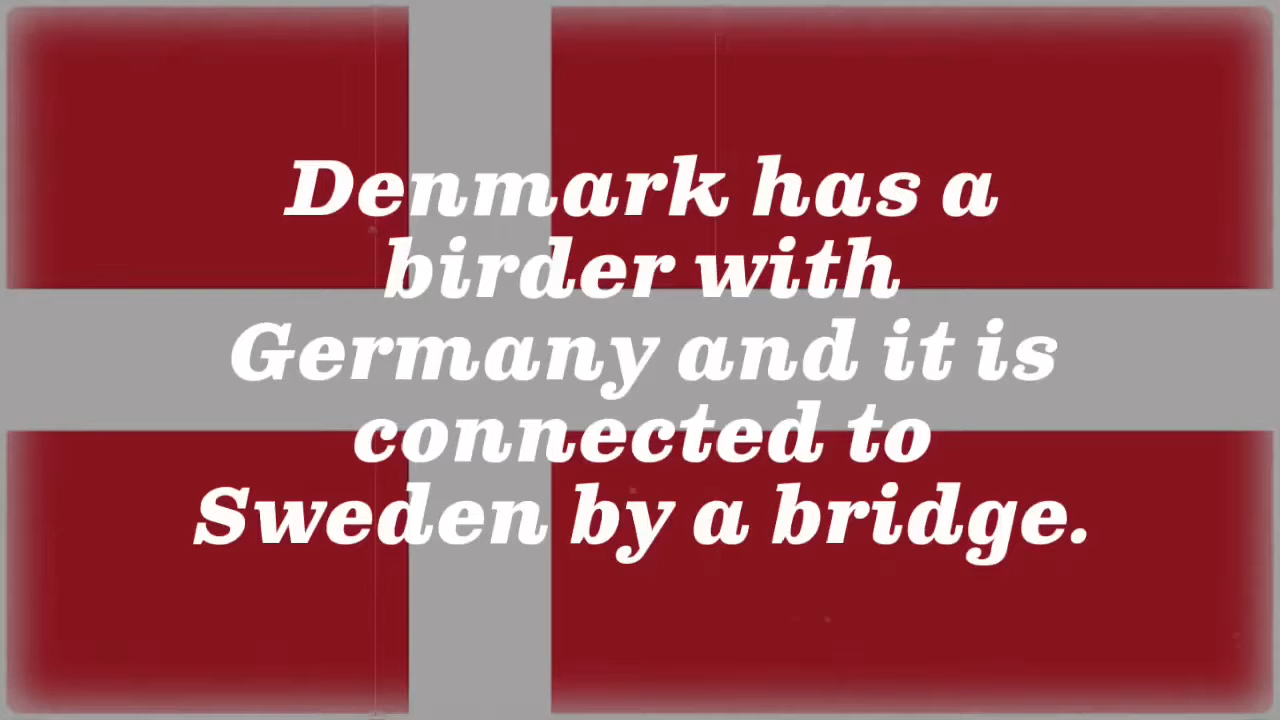 Denmark has a
birder with
Germany and it is
connected to
Sweden by a bridge.